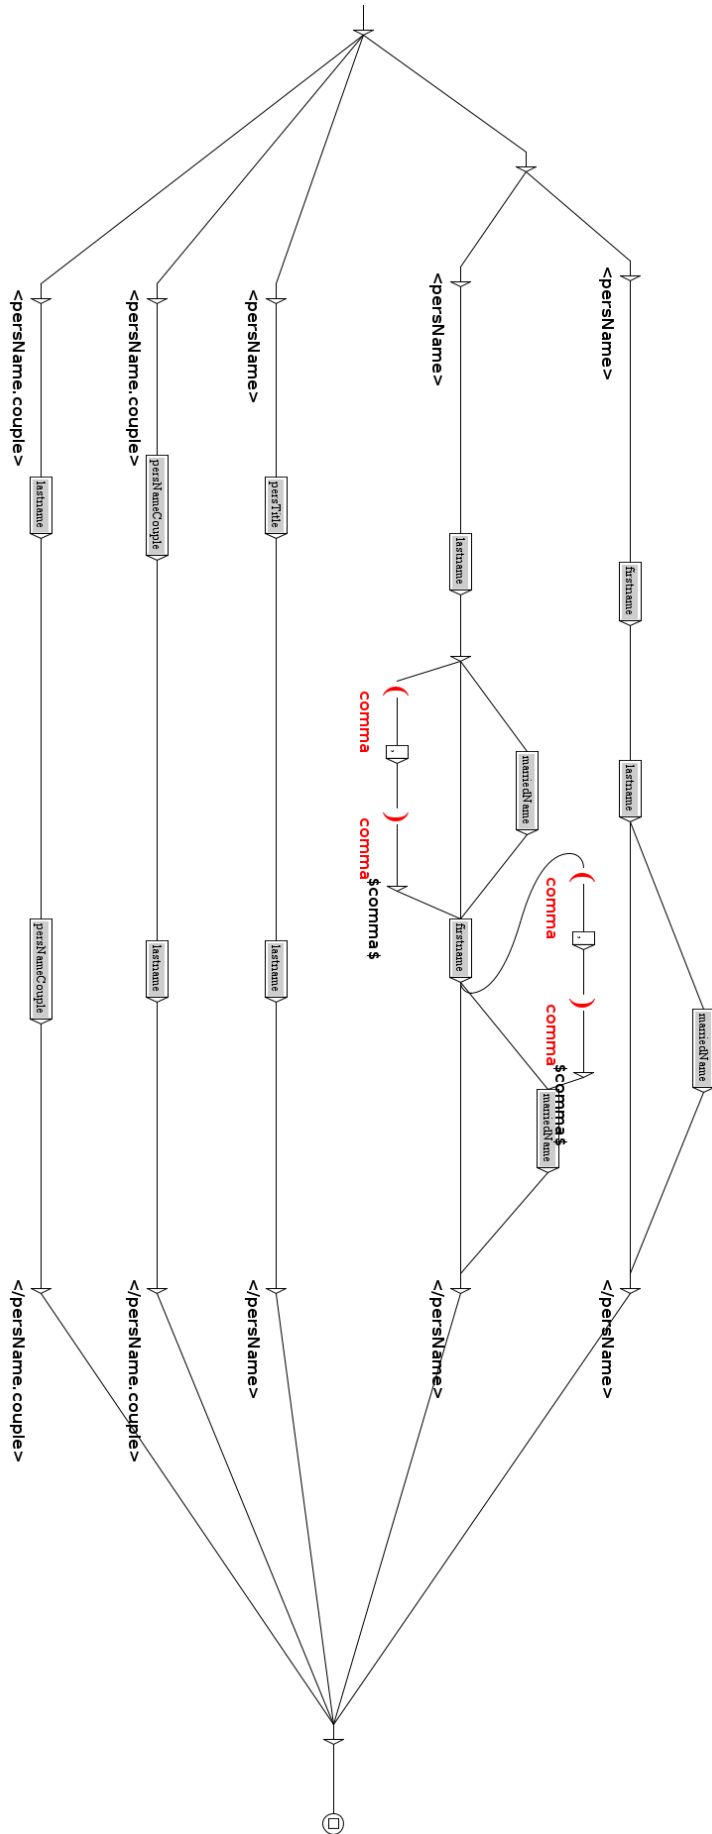 <persName>
firstname
lastname
marriedName
</persName>
<persName>
lastname
marriedName
(
comma
,
)
comma
$comma$
firstname
(
comma
,
)
comma
$comma$
marriedName
</persName>
<persName>
persTitle
lastname
</persName>
<persName.couple>
persNameCouple
lastname
</persName.couple>
<persName.couple>
lastname
persNameCouple
</persName.couple>